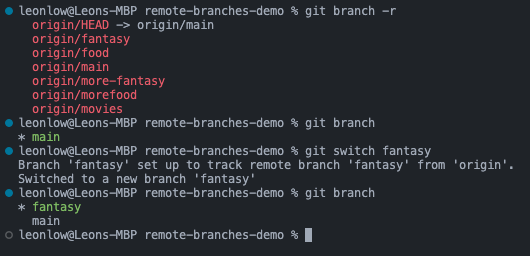 leonlow@Leons-MBP remote-branches-demo % git branch -r
origin/HEAD -> origin/main
origin/fantasy
origin/food
origin/main
origin/more-fantasy
origin/morefood
origin/movies
leonlow@Leons-MBP remote-branches-demo % git branch
* main
leonlow@Leons-MBP remote-branches-demo % git switch fantasy
Branch 'fantasy' set up to track remote branch 'fantasy' from 'origin'.
Switched to a new branch 'fantasy'
leonlow@Leons-MBP remote-branches-demo % git branch
* fantasy
main
leonlow@Leons-MBP remote-branches-demo %